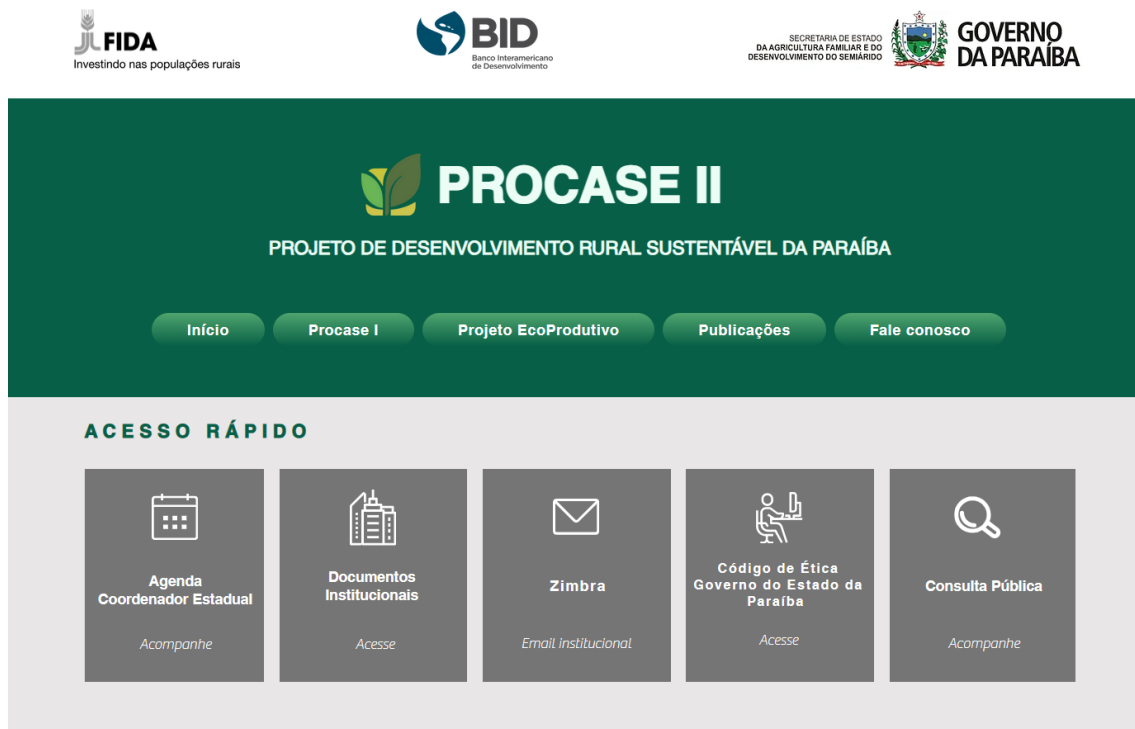 FIDA
Investindo nas populações rurais
BID
Banco Interamericano
de Desenvolvimento
SECRETARIA DE ESTADO
DA AGRICULTURA FAMILIAR E DO
DESENVOLVIMENTO DO SEMIÁRIDO
GOVERNO
DA PARAÍBA
PROCASE II
PROJETO DE DESENVOLVIMENTO RURAL SUSTENTÁVEL DA PARAÍBA
Início
Procase I
Projeto EcoProdutivo
Publicações
Fale conosco
ACESSO RÁPIDO
Agenda
Coordenador Estadual
Acompanhe
Documentos
Institucionais
Acesse
Zimbra
Email institucional
Código de Ética
Governo do Estado da
Paraíba
Acesse
Consulta Pública
Acompanhe